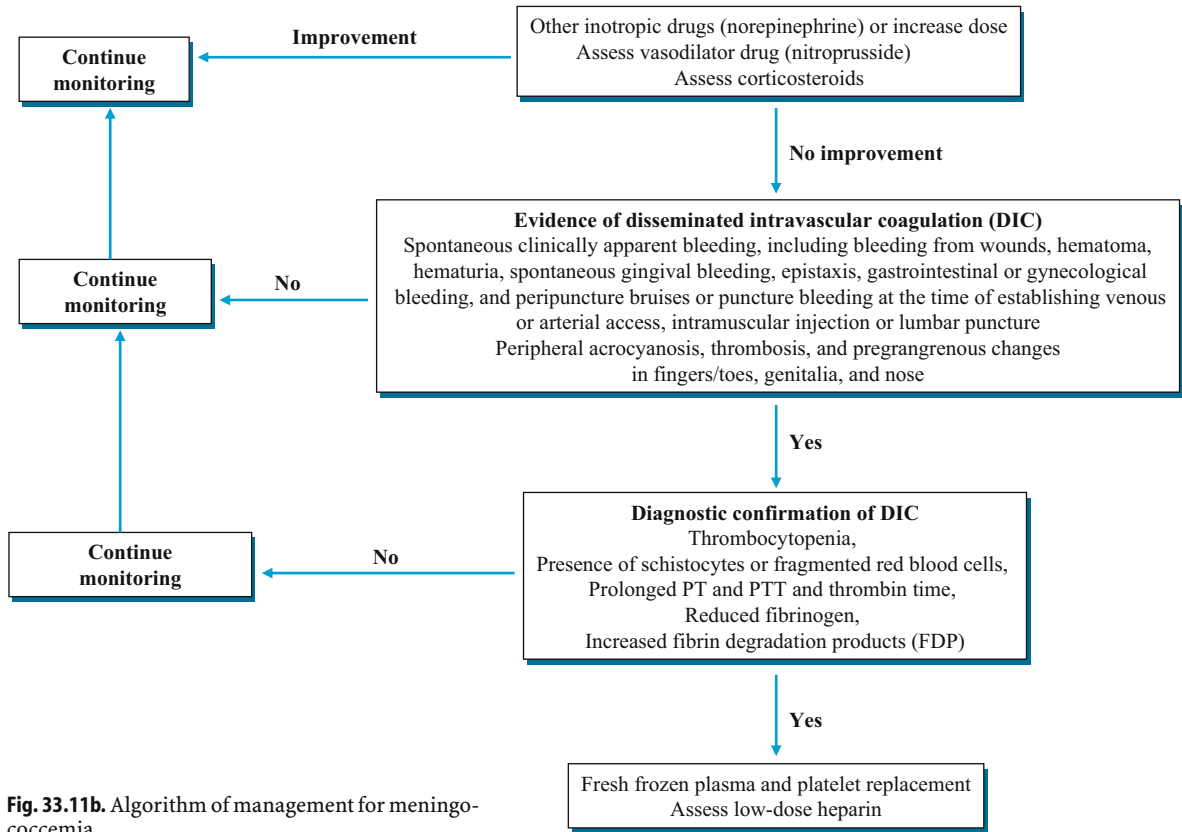 Other inotropic drugs (norepinephrine) or increase dose
Assess vasodilator drug (nitroprusside)
Assess corticosteroids
Improvement
Continue
monitoring
No improvement
Evidence of disseminated intravascular coagulation (DIC)
Spontaneous clinically apparent bleeding, including bleeding from wounds, hematoma,
hematuria, spontaneous gingival bleeding, epistaxis, gastrointestinal or gynecological
bleeding, and peripuncture bruises or puncture bleeding at the time of establishing venous
or arterial access, intramuscular injection or lumbar puncture
Peripheral acrocyanosis, thrombosis, and pregrangrenous changes
in fingers/toes, genitalia, and nose
No
Continue
monitoring
Yes
Diagnostic confirmation of DIC
Thrombocytopenia,
Presence of schistocytes or fragmented red blood cells,
Prolonged PT and PTT and thrombin time,
Reduced fibrinogen,
Increased fibrin degradation products (FDP)
No
Continue
monitoring
Yes
Fresh frozen plasma and platelet replacement
Assess low-dose heparin
Fig. 33.11b. Algorithm of management for meningo-
coccemia